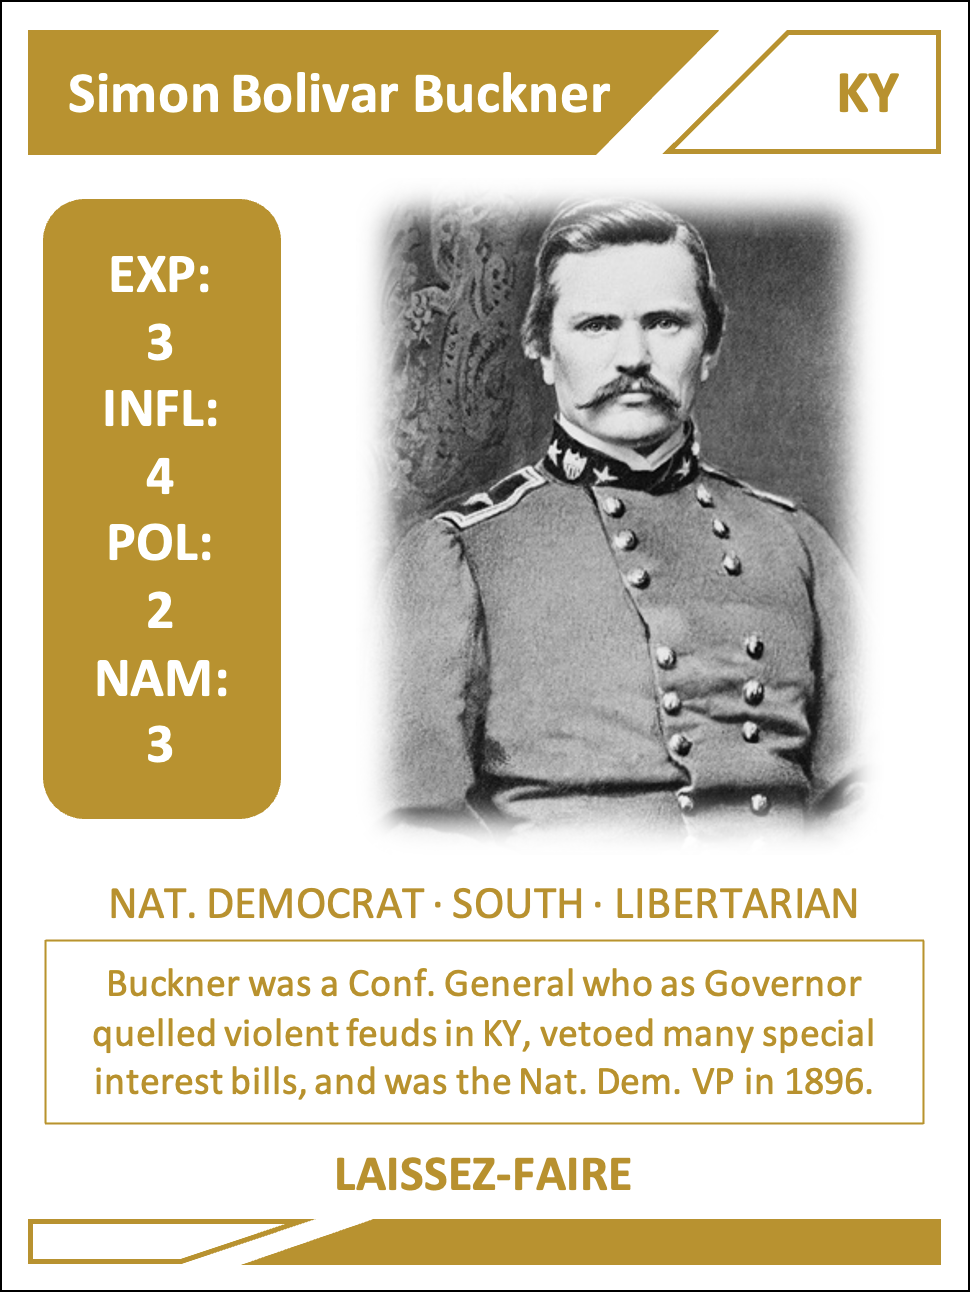 Simon Bolivar Buckner
KY
EXP:
3
INFL:
4
POL:
2
NAM:
3
NAT. DEMOCRAT · SOUTH · LIBERTARIAN
Buckner was a Conf. General who as Governor
quelled violent feuds in KY, vetoed many special
interest bills, and was the Nat. Dem. VP in 1896.
LAISSEZ-FAIRE